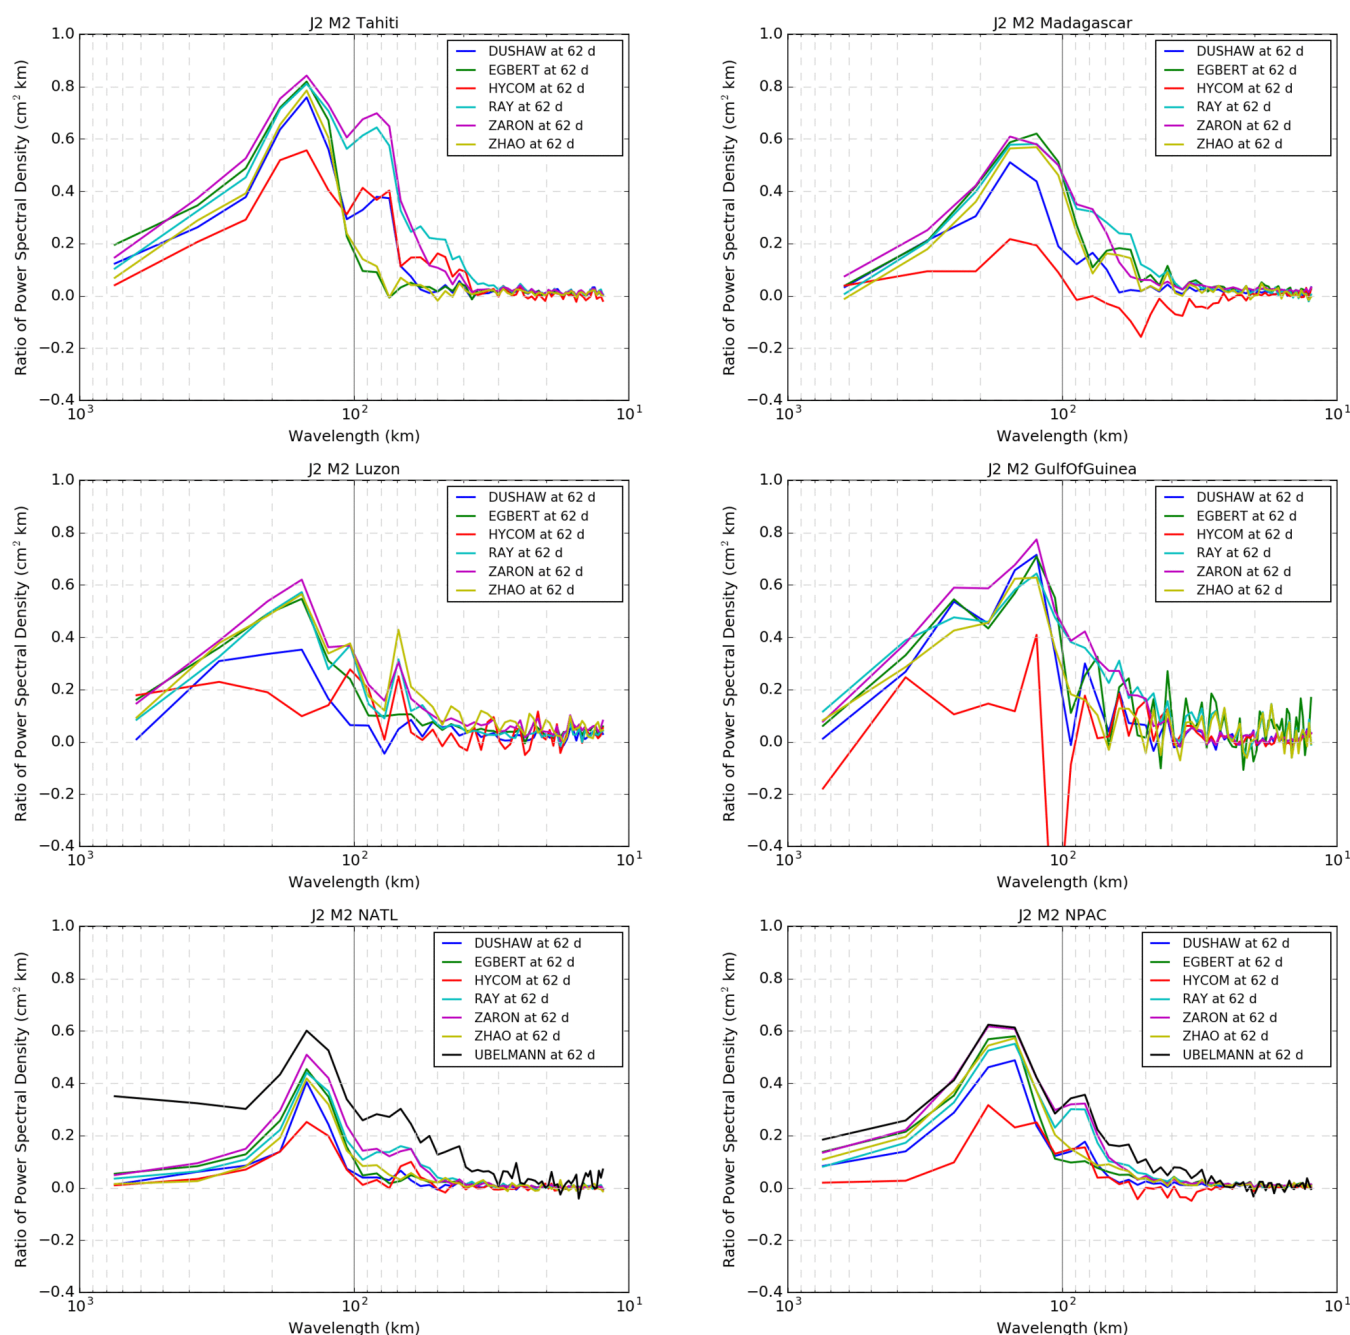 J2 M2 Tahiti
1.0
0.8
0.6
0.4
0.2
0.0
−0.2
−0.4
Ratio of Power Spectral Density (cm² km)
DUSHAW at 62 d
EGBERT at 62 d
HYCOM at 62 d
RAY at 62 d
ZARON at 62 d
ZHAO at 62 d
10³ 10² 10¹
Wavelength (km)
J2 M2 Madagascar
1.0
0.8
0.6
0.4
0.2
0.0
−0.2
−0.4
Ratio of Power Spectral Density (cm² km)
DUSHAW at 62 d
EGBERT at 62 d
HYCOM at 62 d
RAY at 62 d
ZARON at 62 d
ZHAO at 62 d
10³ 10² 10¹
Wavelength (km)
J2 M2 Luzon
1.0
0.8
0.6
0.4
0.2
0.0
−0.2
−0.4
Ratio of Power Spectral Density (cm² km)
DUSHAW at 62 d
EGBERT at 62 d
HYCOM at 62 d
RAY at 62 d
ZARON at 62 d
ZHAO at 62 d
10³ 10² 10¹
Wavelength (km)
J2 M2 GulfOfGuinea
1.0
0.8
0.6
0.4
0.2
0.0
−0.2
−0.4
Ratio of Power Spectral Density (cm² km)
DUSHAW at 62 d
EGBERT at 62 d
HYCOM at 62 d
RAY at 62 d
ZARON at 62 d
ZHAO at 62 d
10³ 10² 10¹
Wavelength (km)
J2 M2 NATL
1.0
0.8
0.6
0.4
0.2
0.0
−0.2
−0.4
Ratio of Power Spectral Density (cm² km)
DUSHAW at 62 d
EGBERT at 62 d
HYCOM at 62 d
RAY at 62 d
ZARON at 62 d
ZHAO at 62 d
UBELMANN at 62 d
10³ 10² 10¹
Wavelength (km)
J2 M2 NPAC
1.0
0.8
0.6
0.4
0.2
0.0
−0.2
−0.4
Ratio of Power Spectral Density (cm² km)
DUSHAW at 62 d
EGBERT at 62 d
HYCOM at 62 d
RAY at 62 d
ZARON at 62 d
ZHAO at 62 d
UBELMANN at 62 d
10³ 10² 10¹
Wavelength (km)